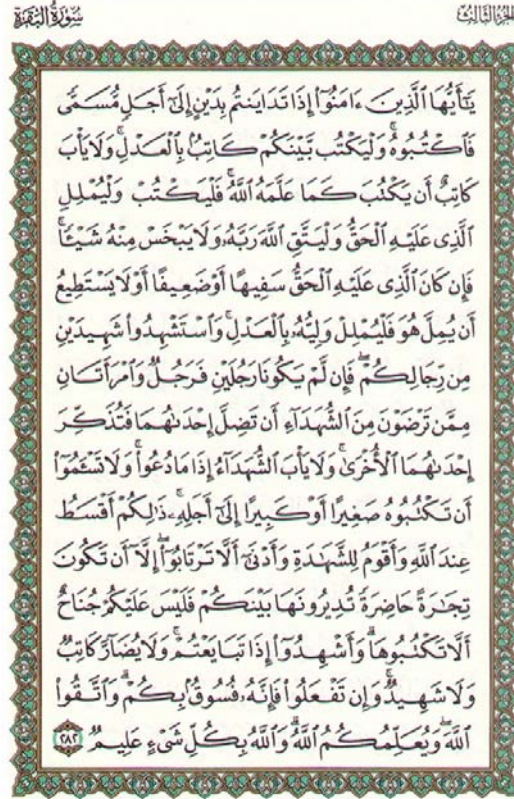 الجزء الثالث
سورة البقرة
يَٰٓأَيُّهَا ٱلَّذِينَ ءَامَنُوٓا۟ إِذَا تَدَايَنتُم بِدَيْنٍ إِلَىٰٓ أَجَلٍ مُّسَمًّى
فَٱكْتُبُوهُ ۚ وَلْيَكْتُب بَّيْنَكُمْ كَاتِبٌۢ بِٱلْعَدْلِ ۚ وَلَا يَأْبَ
كَاتِبٌ أَن يَكْتُبَ كَمَا عَلَّمَهُ ٱللَّهُ ۚ فَلْيَكْتُبْ وَلْيُمْلِلِ
ٱلَّذِى عَلَيْهِ ٱلْحَقُّ وَلْيَتَّقِ ٱللَّهَ رَبَّهُۥ وَلَا يَبْخَسْ مِنْهُ شَيْـًٔا ۚ
فَإِن كَانَ ٱلَّذِى عَلَيْهِ ٱلْحَقُّ سَفِيهًا أَوْ ضَعِيفًا أَوْ لَا يَسْتَطِيعُ
أَن يُمِلَّ هُوَ فَلْيُمْلِلْ وَلِيُّهُۥ بِٱلْعَدْلِ ۚ وَٱسْتَشْهِدُوا۟ شَهِيدَيْنِ
مِن رِّجَالِكُمْ ۖ فَإِن لَّمْ يَكُونَا رَجُلَيْنِ فَرَجُلٌ وَٱمْرَأَتَانِ
مِمَّن تَرْضَوْنَ مِنَ ٱلشُّهَدَآءِ أَن تَضِلَّ إِحْدَىٰهُمَا فَتُذَكِّرَ
إِحْدَىٰهُمَا ٱلْأُخْرَىٰ ۚ وَلَا يَأْبَ ٱلشُّهَدَآءُ إِذَا مَا دُعُوا۟ ۚ وَلَا تَسْـَٔمُوٓا۟
أَن تَكْتُبُوهُ صَغِيرًا أَوْ كَبِيرًا إِلَىٰٓ أَجَلِهِۦ ۚ ذَٰلِكُمْ أَقْسَطُ
عِندَ ٱللَّهِ وَأَقْوَمُ لِلشَّهَٰدَةِ وَأَدْنَىٰٓ أَلَّا تَرْتَابُوٓا۟ ۖ إِلَّآ أَن تَكُونَ
تِجَٰرَةً حَاضِرَةً تُدِيرُونَهَا بَيْنَكُمْ فَلَيْسَ عَلَيْكُمْ جُنَاحٌ
أَلَّا تَكْتُبُوهَا ۗ وَأَشْهِدُوٓا۟ إِذَا تَبَايَعْتُمْ ۚ وَلَا يُضَآرَّ كَاتِبٌ
وَلَا شَهِيدٌ ۚ وَإِن تَفْعَلُوا۟ فَإِنَّهُۥ فُسُوقٌۢ بِكُمْ ۗ وَٱتَّقُوا۟
ٱللَّهَ ۖ وَيُعَلِّمُكُمُ ٱللَّهُ ۗ وَٱللَّهُ بِكُلِّ شَىْءٍ عَلِيمٌ ٢٨٢